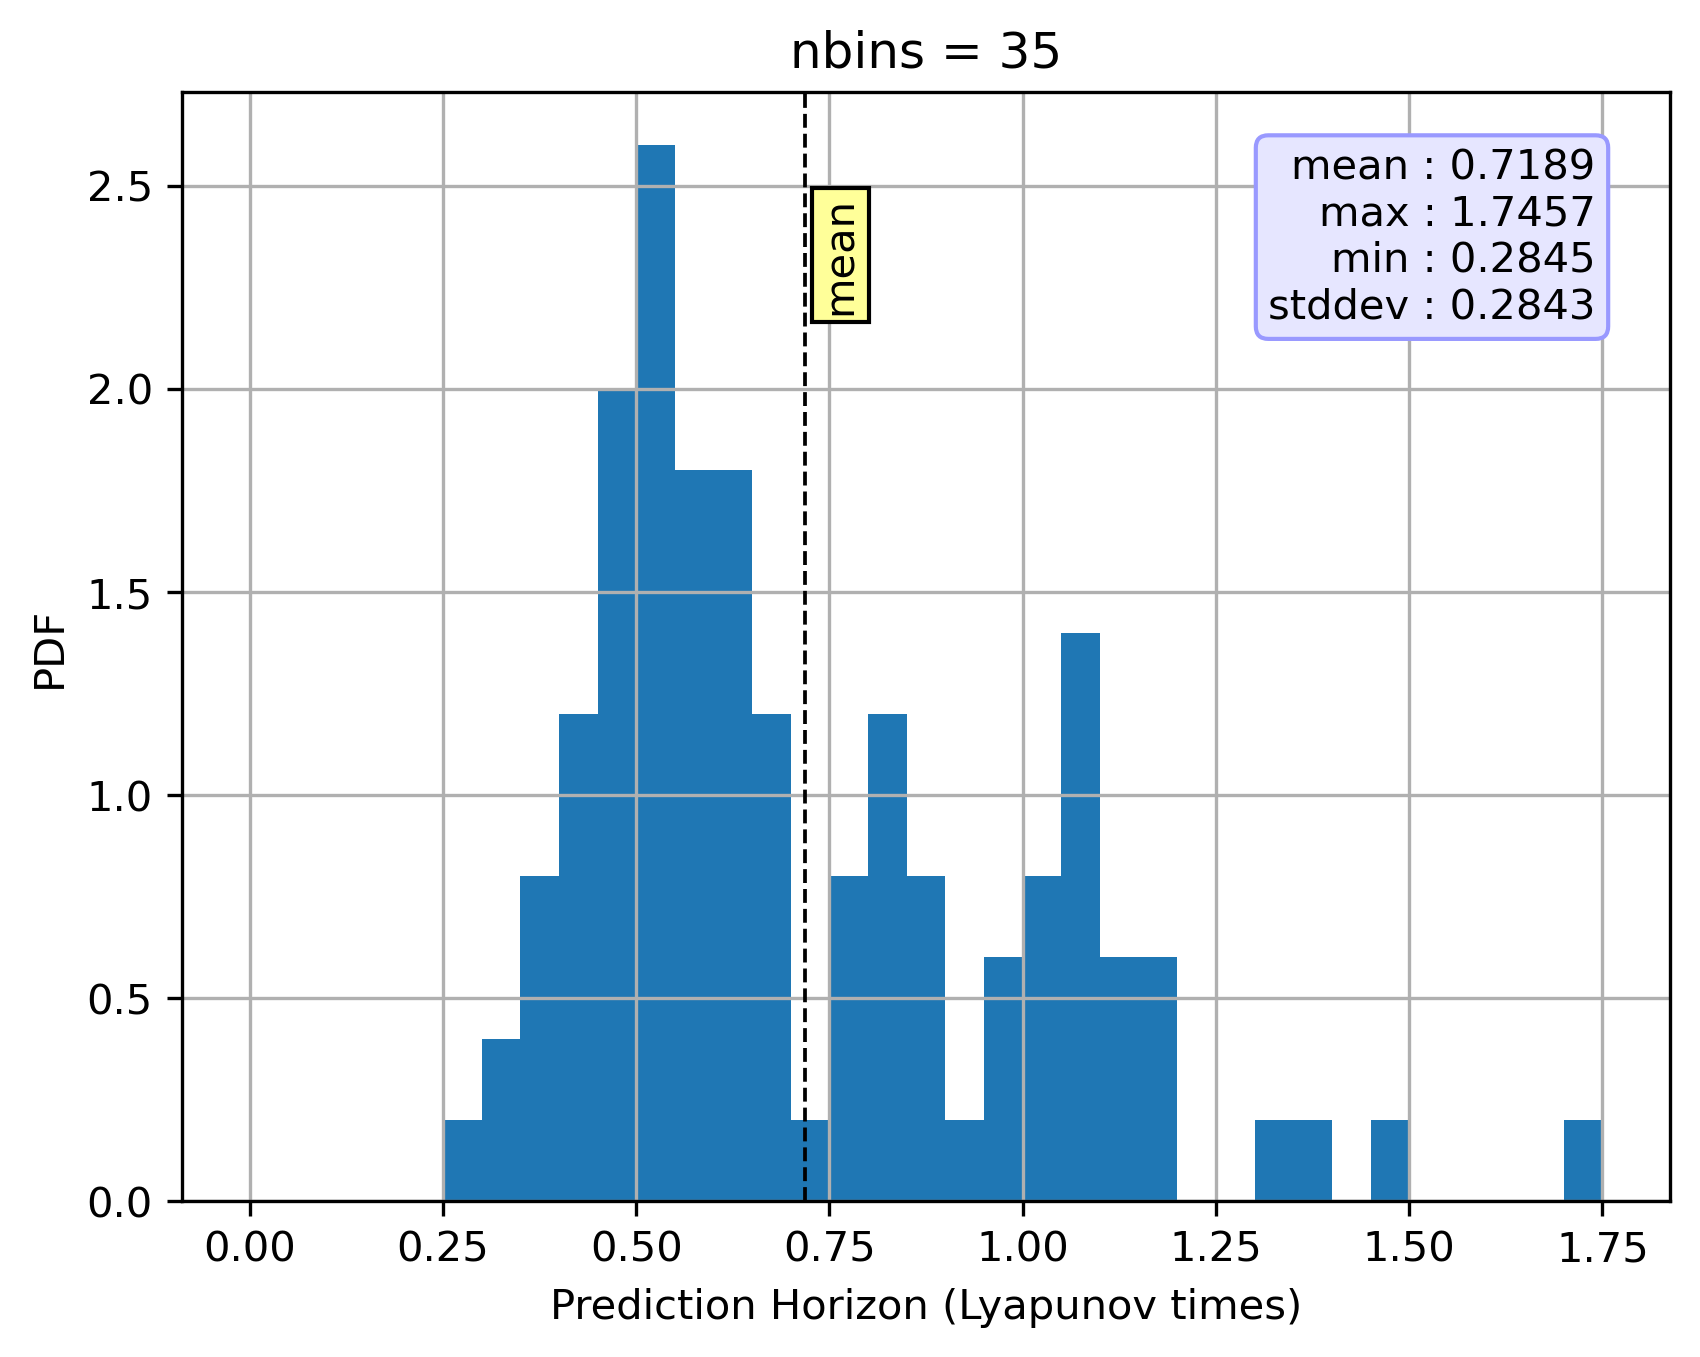 nbins = 35
mean : 0.7189
max : 1.7457
min : 0.2845
stddev : 0.2843
mean
PDF
2.5
2.0
1.5
1.0
0.5
0.0
0.00 0.25 0.50 0.75 1.00 1.25 1.50 1.75
Prediction Horizon (Lyapunov times)